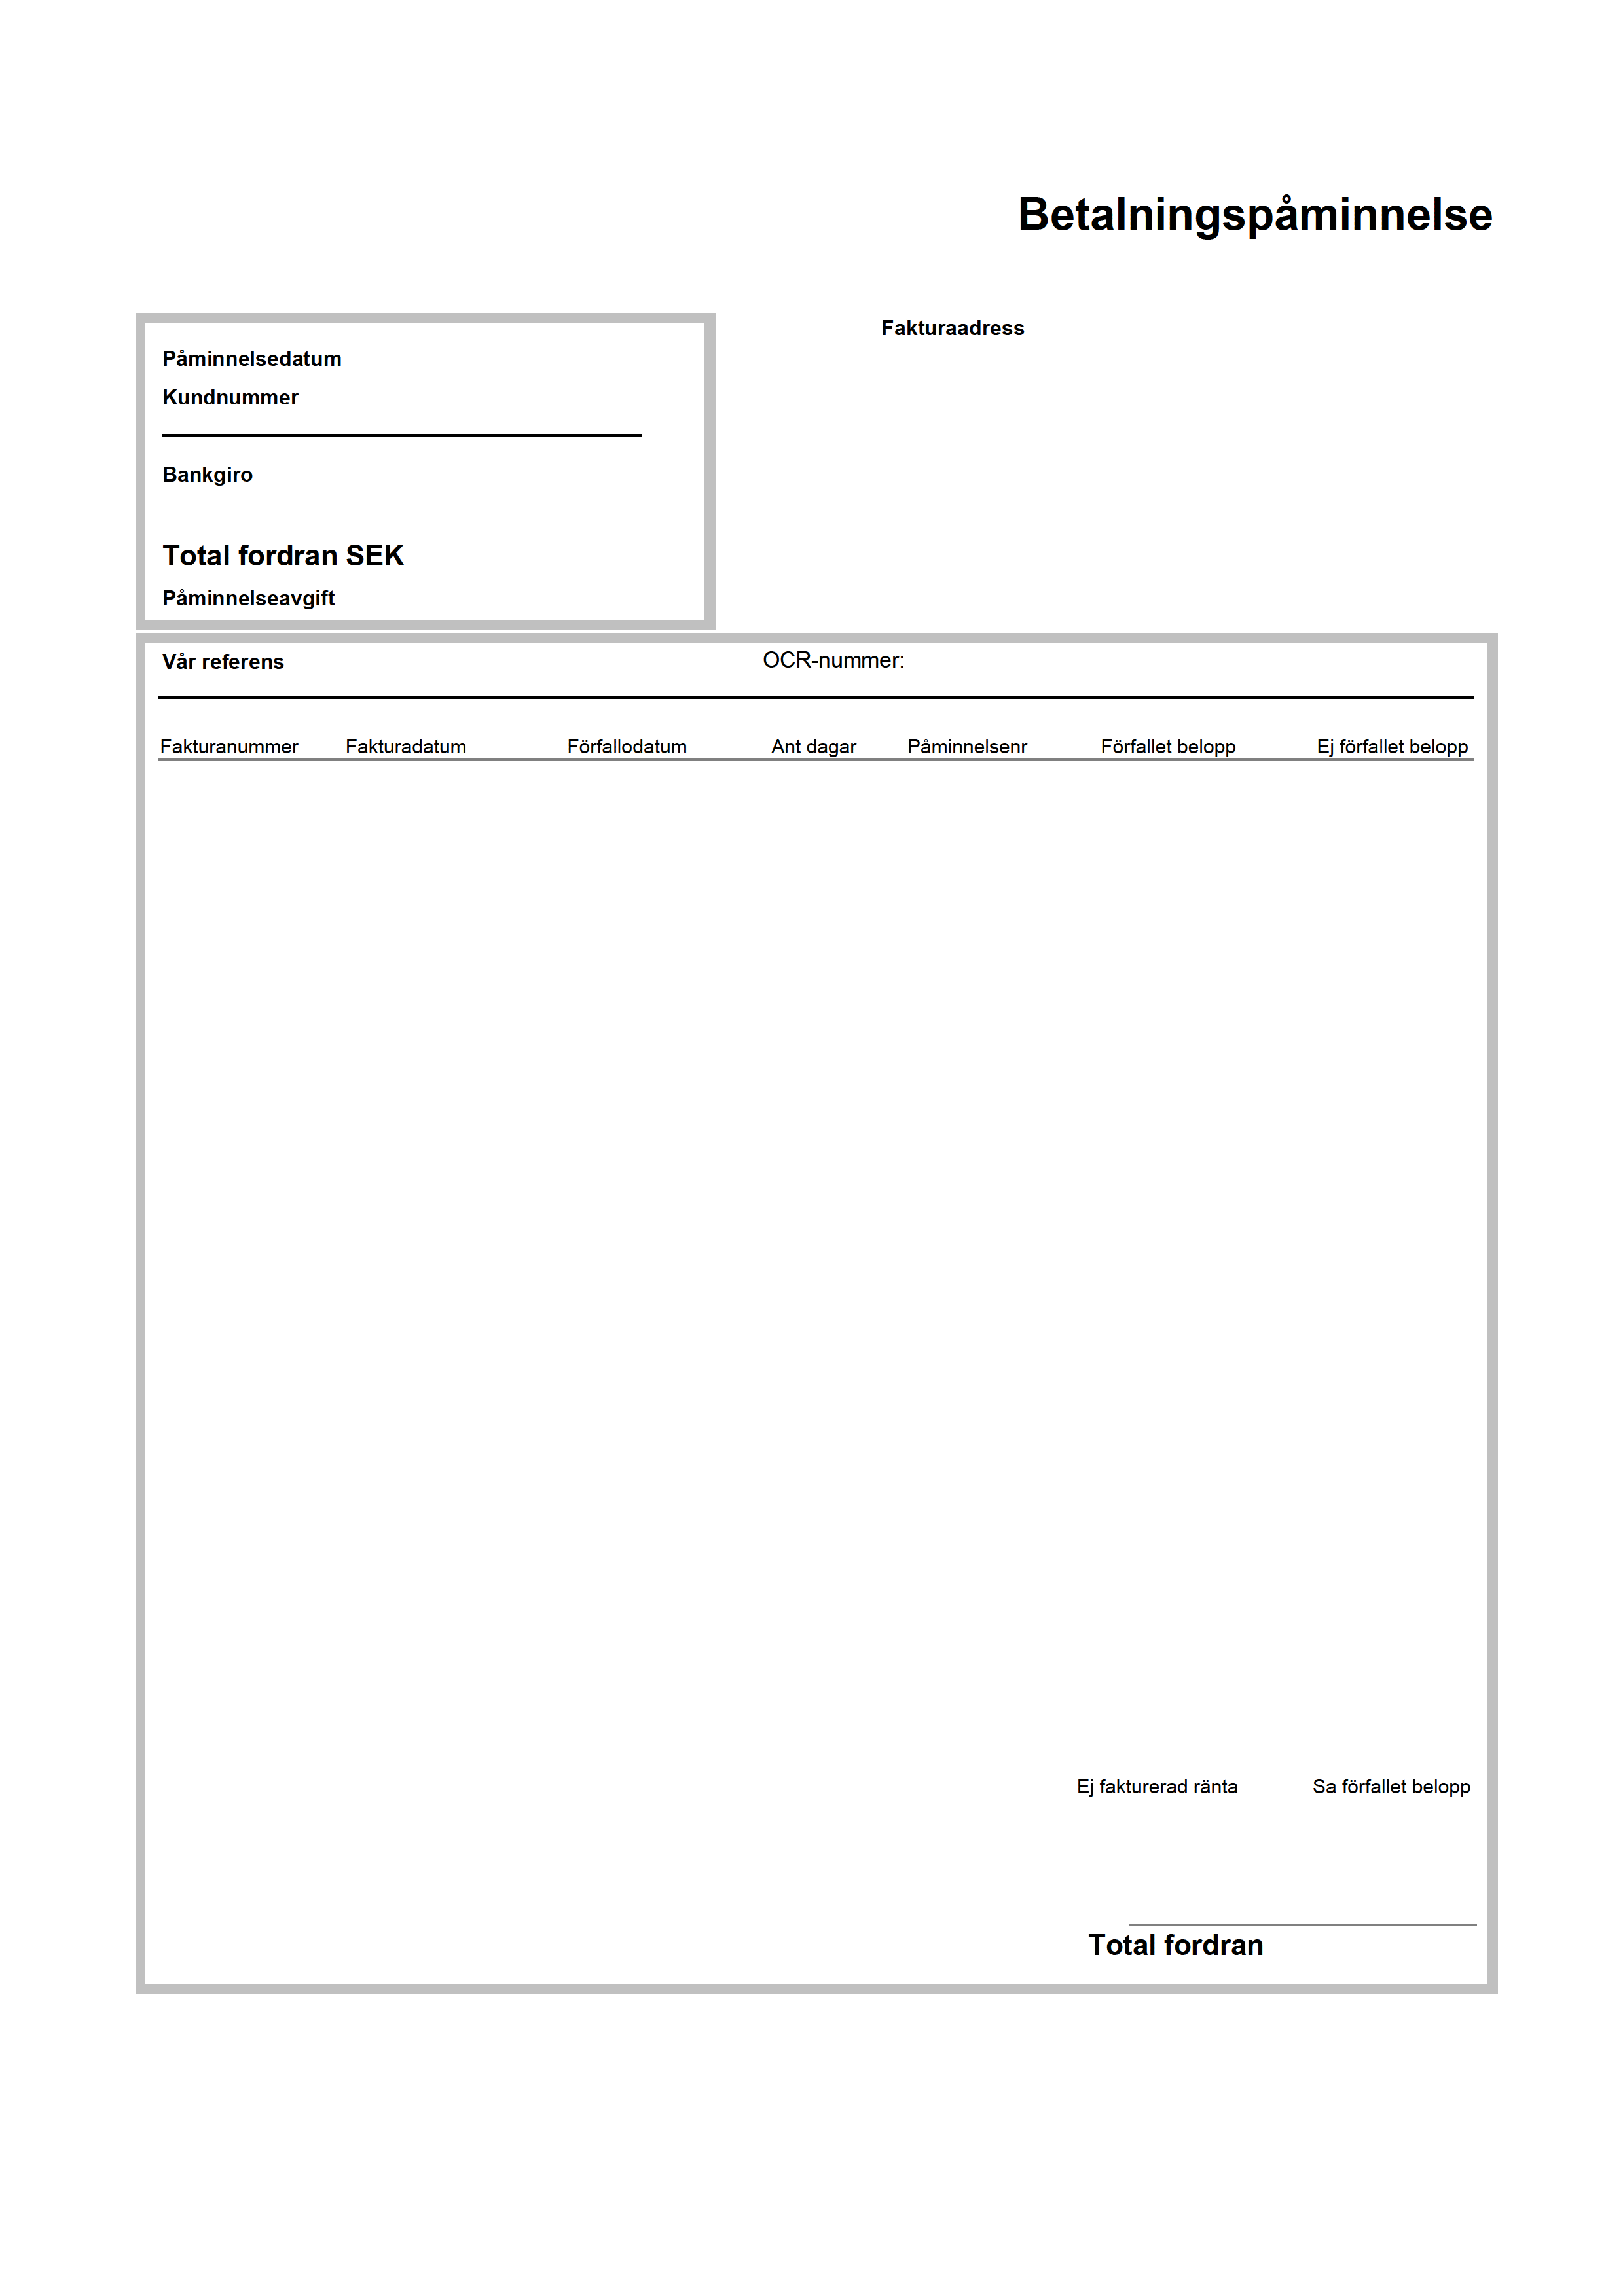 Betalningspåminnelse
Fakturaadress
Påminnelsedatum
Kundnummer
Bankgiro
Total fordran SEK
Påminnelseavgift
Vår referens OCR-nummer:
Fakturanummer Fakturadatum Förfallodatum Ant dagar Påminnelsenr Förfallet belopp Ej förfallet belopp
Ej fakturerad ränta Sa förfallet belopp
Total fordran